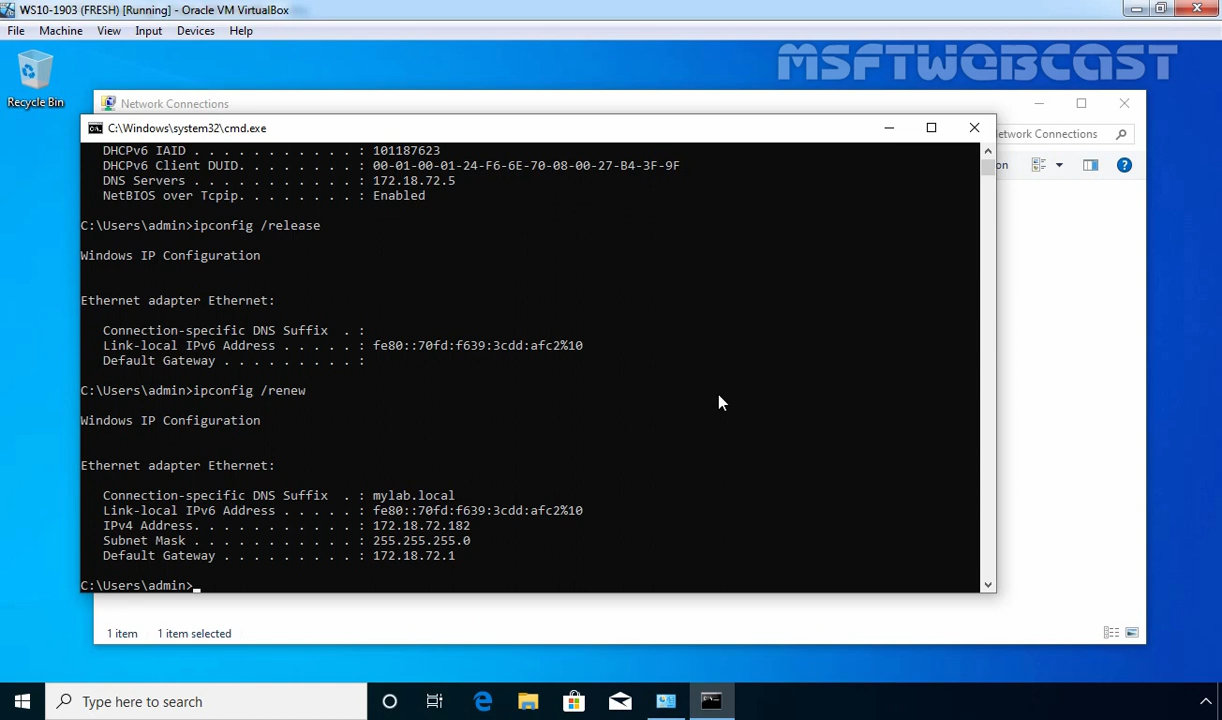 WS10-1903 (FRESH) [Running] - Oracle VM VirtualBox
File Machine View Input Devices Help
MSFTWEBCAST
Recycle Bin
Network Connections
etwork Connections
on
C:\Windows\system32\cmd.exe
DHCPv6 IAID . . . . . . . . . . . : 101187623
DHCPv6 Client DUID. . . . . . . . : 00-01-00-01-24-F6-6E-70-08-00-27-B4-3F-9F
DNS Servers . . . . . . . . . . . : 172.18.72.5
NetBIOS over Tcpip. . . . . . . . : Enabled
C:\Users\admin>ipconfig /release
Windows IP Configuration
Ethernet adapter Ethernet:
Connection-specific DNS Suffix  . :
Link-local IPv6 Address . . . . . : fe80::70fd:f639:3cdd:afc2%10
Default Gateway . . . . . . . . . :
C:\Users\admin>ipconfig /renew
Windows IP Configuration
Ethernet adapter Ethernet:
Connection-specific DNS Suffix  . : mylab.local
Link-local IPv6 Address . . . . . : fe80::70fd:f639:3cdd:afc2%10
IPv4 Address. . . . . . . . . . . : 172.18.72.182
Subnet Mask . . . . . . . . . . . : 255.255.255.0
Default Gateway . . . . . . . . . : 172.18.72.1
C:\Users\admin>
1 item 1 item selected
Type here to search